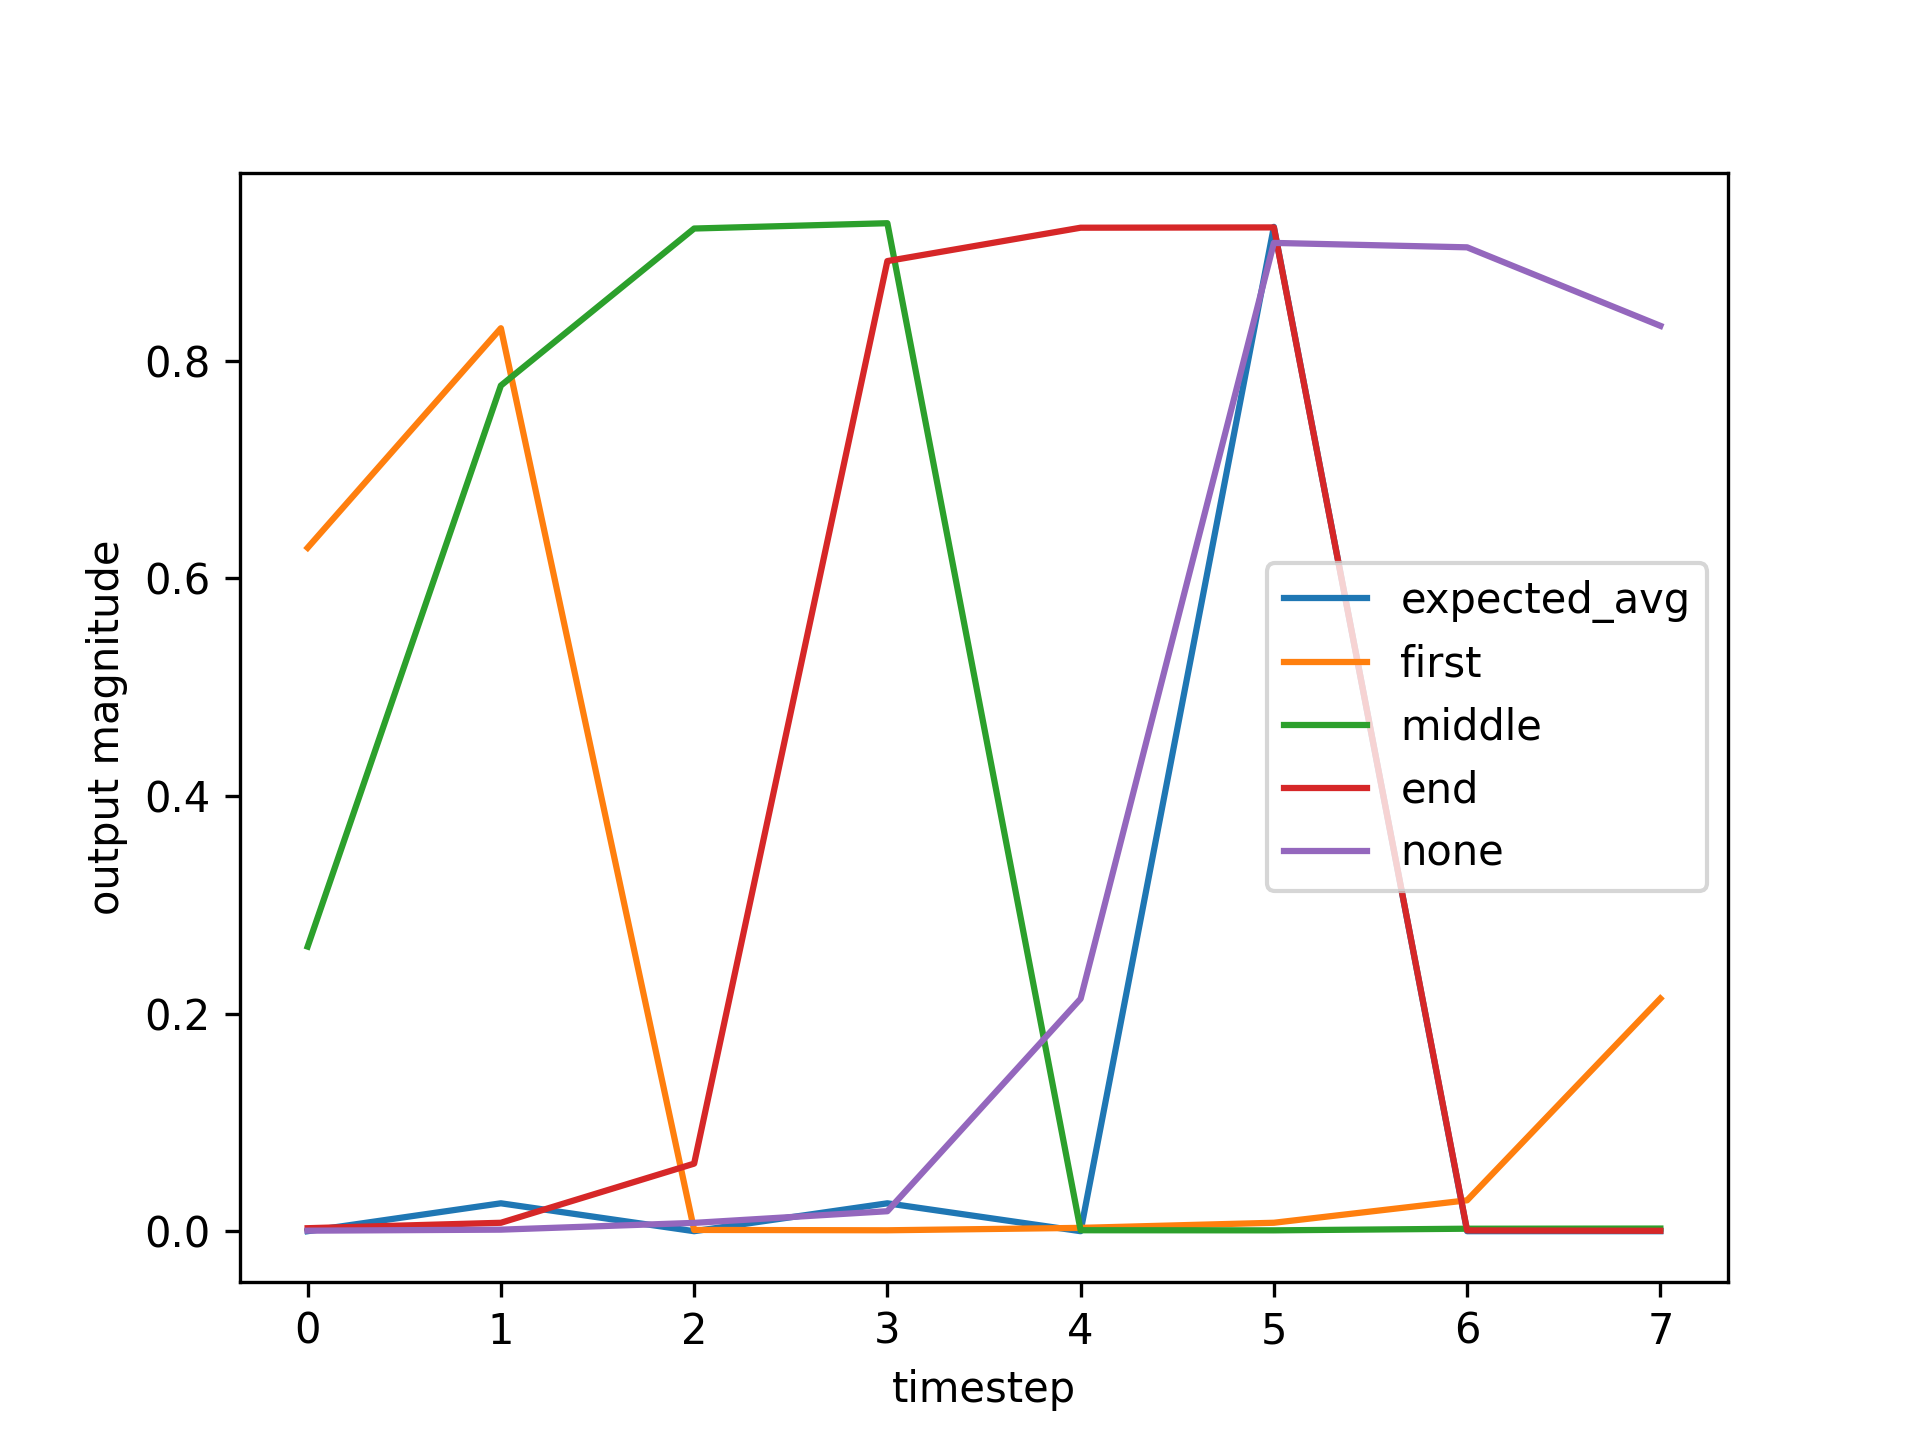 output magnitude
0.8
0.6
0.4
0.2
0.0
expected_avg
first
middle
end
none
0 1 2 3 4 5 6 7
timestep